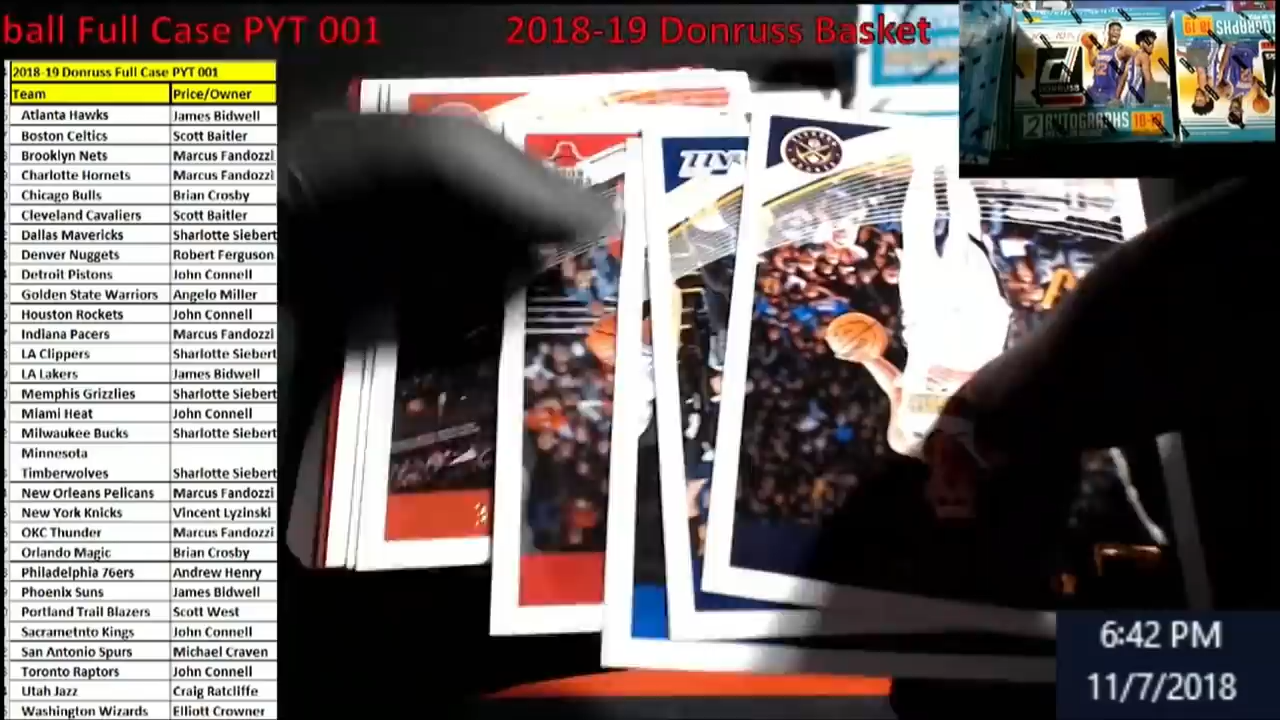 ball Full Case PYT 001
2018-19 Donruss Basket
2018-19 Donruss Full Case PYT 001
Team Price/Owner
Atlanta Hawks James Bidwell
Boston Celtics Scott Baitler
Brooklyn Nets Marcus Fandozzi
Charlotte Hornets Marcus Fandozzi
Chicago Bulls Brian Crosby
Cleveland Cavaliers Scott Baitler
Dallas Mavericks Sharlotte Siebert
Denver Nuggets Robert Ferguson
Detroit Pistons John Connell
Golden State Warriors Angelo Miller
Houston Rockets John Connell
Indiana Pacers Marcus Fandozzi
LA Clippers Sharlotte Siebert
LA Lakers James Bidwell
Memphis Grizzlies Sharlotte Siebert
Miami Heat John Connell
Milwaukee Bucks Sharlotte Siebert
Minnesota
Timberwolves Sharlotte Siebert
New Orleans Pelicans Marcus Fandozzi
New York Knicks Vincent Lyzinski
OKC Thunder Marcus Fandozzi
Orlando Magic Brian Crosby
Philadelphia 76ers Andrew Henry
Phoenix Suns James Bidwell
Portland Trail Blazers Scott West
Sacrametnto Kings John Connell
San Antonio Spurs Michael Craven
Toronto Raptors John Connell
Utah Jazz Craig Ratcliffe
Washington Wizards Elliott Crowner
DONRUSS
2 AUTOGRAPHS 18-19
6:42 PM
11/7/2018